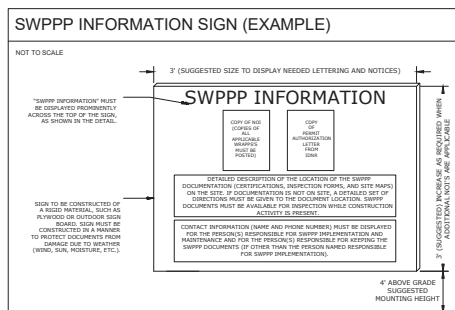 SWPPP INFORMATION SIGN (EXAMPLE)
NOT TO SCALE
3' (SUGGESTED SIZE TO DISPLAY NEEDED LETTERING AND NOTICES)
SWPPP INFORMATION
"SWPPP INFORMATION" MUST
BE DISPLAYED PROMINENTLY
ACROSS THE TOP OF THE SIGN,
AS SHOWN IN THE DETAIL.
COPY OF NOI
(COPIES OF
ALL
APPLICABLE
WRAPPE'S
MUST BE
POSTED)
COPY
OF
PERMIT
AUTHORIZATION
LETTER
FROM
IDNR
DETAILED DESCRIPTION OF THE LOCATION OF THE SWPPP
DOCUMENTATION (CERTIFICATIONS, INSPECTION FORMS, AND SITE MAPS)
ON THE SITE. IF DOCUMENTATION IS NOT ON SITE, A DETAILED SET OF
DIRECTIONS MUST BE GIVEN TO THE DOCUMENT LOCATION. SWPPP
DOCUMENTS MUST BE AVAILABLE FOR INSPECTION WHILE CONSTRUCTION
ACTIVITY IS PRESENT.
SIGN TO BE CONSTRUCTED OF
A RIGID MATERIAL, SUCH AS
PLYWOOD OR OUTDOOR SIGN
BOARD. SIGN MUST BE
CONSTRUCTED IN A MANNER
TO PROTECT DOCUMENTS FROM
DAMAGE DUE TO WEATHER
(WIND, SUN, MOISTURE, ETC.).
CONTACT INFORMATION (NAME AND PHONE NUMBER) MUST BE DISPLAYED
FOR THE PERSON(S) RESPONSIBLE FOR SWPPP IMPLEMENTATION AND
MAINTENANCE AND FOR THE PERSON(S) RESPONSIBLE FOR KEEPING THE
SWPPP DOCUMENTS (IF OTHER THAN THE PERSON NAMED RESPONSIBLE
FOR SWPPP IMPLEMENTATION).
3' (SUGGESTED) INCREASE AS REQUIRED WHEN
ADDITIONAL NOI'S ARE APPLICABLE
4' ABOVE GRADE
SUGGESTED
MOUNTING HEIGHT